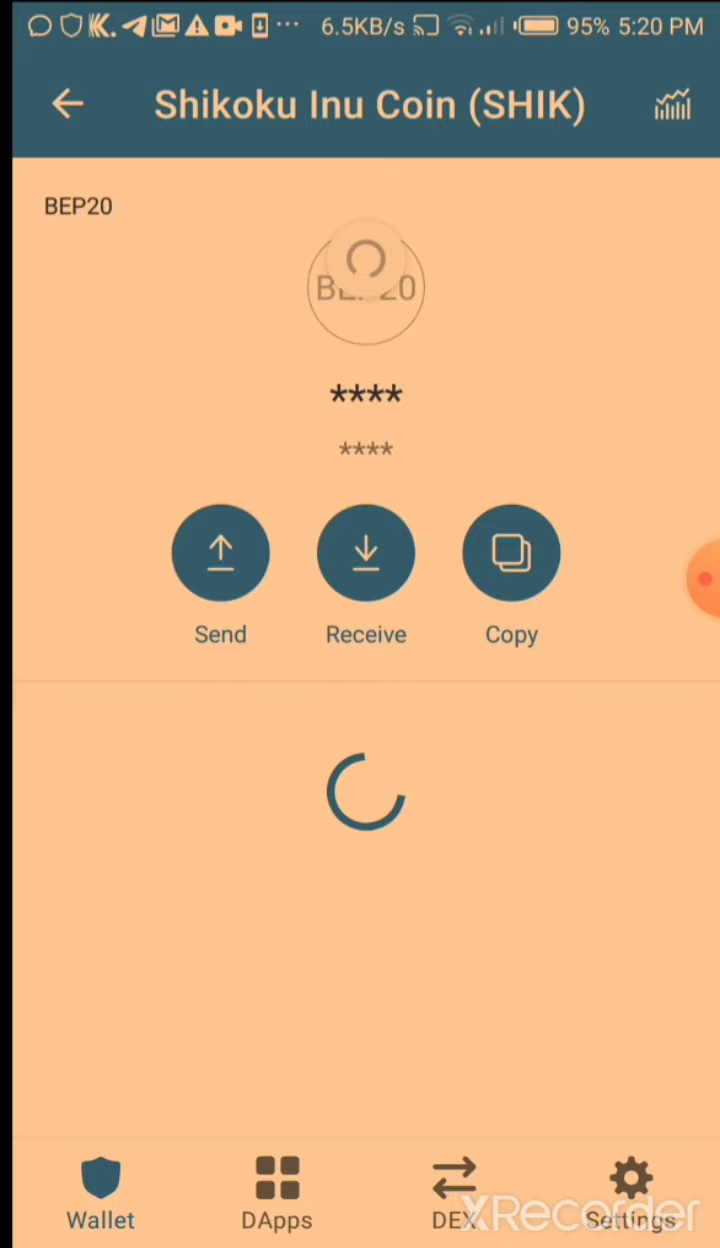 6.5KB/s 95% 5:20 PM
Shikoku Inu Coin (SHIK)
BEP20
****
****
Send Receive Copy
Wallet DApps DEX Settings
XRecorder